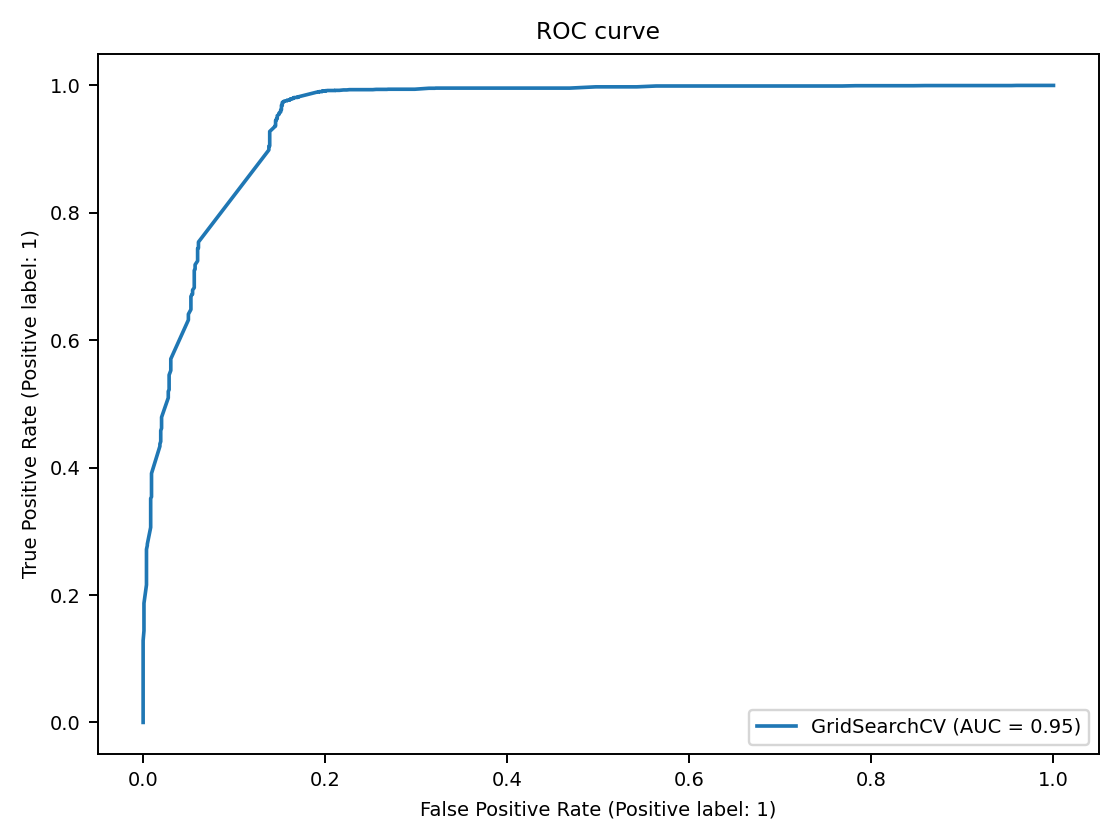 ROC curve
True Positive Rate (Positive label: 1)
1.0
0.8
0.6
0.4
0.2
0.0
GridSearchCV (AUC = 0.95)
0.0 0.2 0.4 0.6 0.8 1.0
False Positive Rate (Positive label: 1)